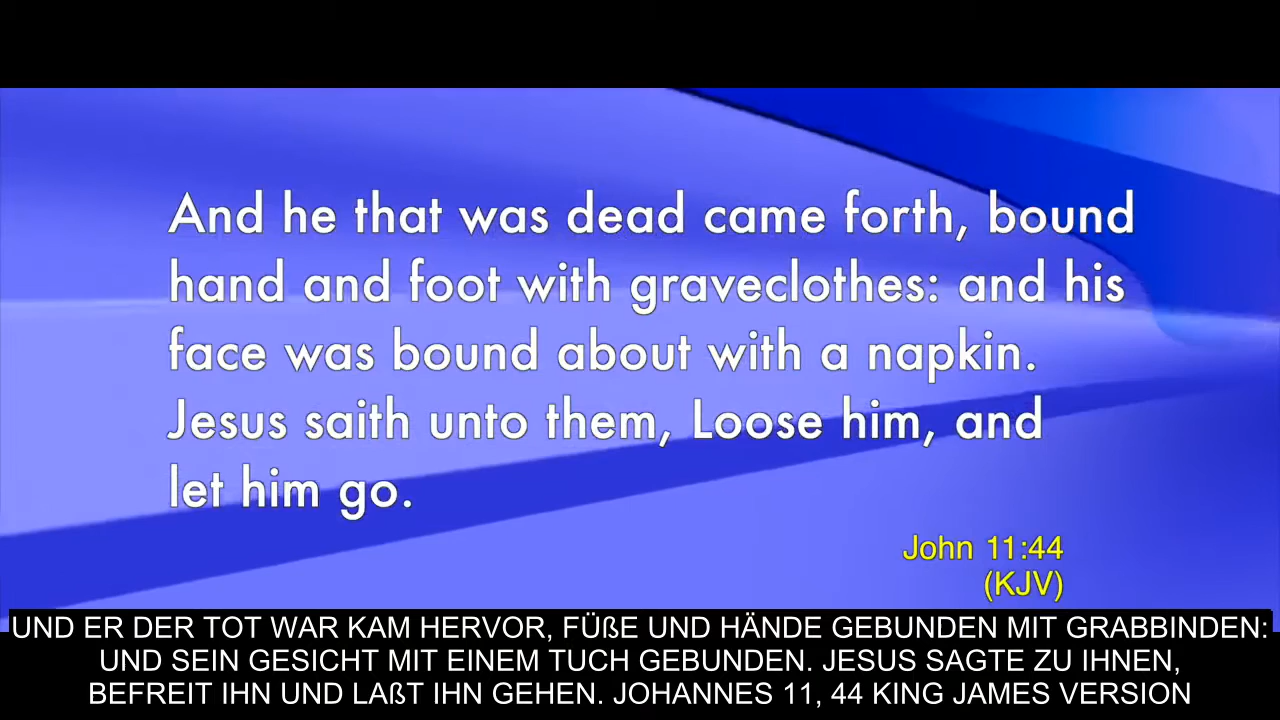 And he that was dead came forth, bound
hand and foot with graveclothes: and his
face was bound about with a napkin.
Jesus saith unto them, Loose him, and
let him go.
John 11:44
(KJV)
UND ER DER TOT WAR KAM HERVOR, FÜßE UND HÄNDE GEBUNDEN MIT GRABBINDEN:
UND SEIN GESICHT MIT EINEM TUCH GEBUNDEN. JESUS SAGTE ZU IHNEN,
BEFREIT IHN UND LAßT IHN GEHEN. JOHANNES 11, 44 KING JAMES VERSION